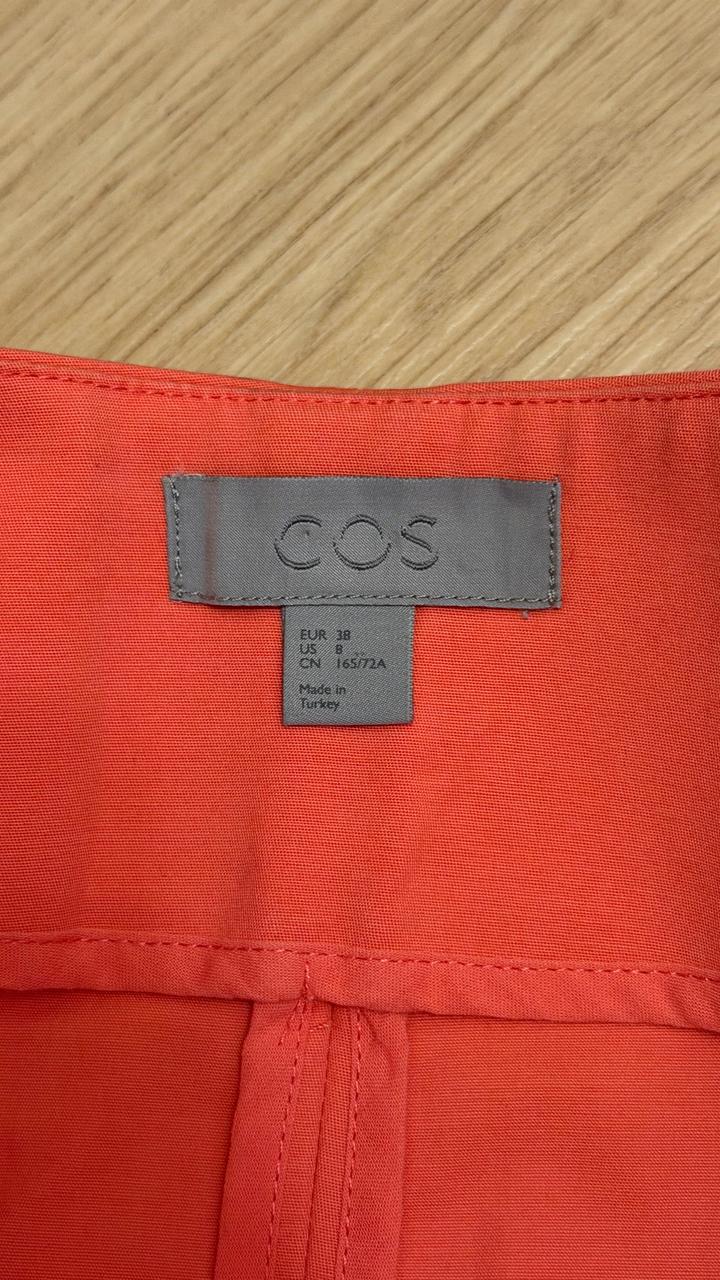 COS
EUR 38
US 8
CN 165/72A
Made in
Turkey